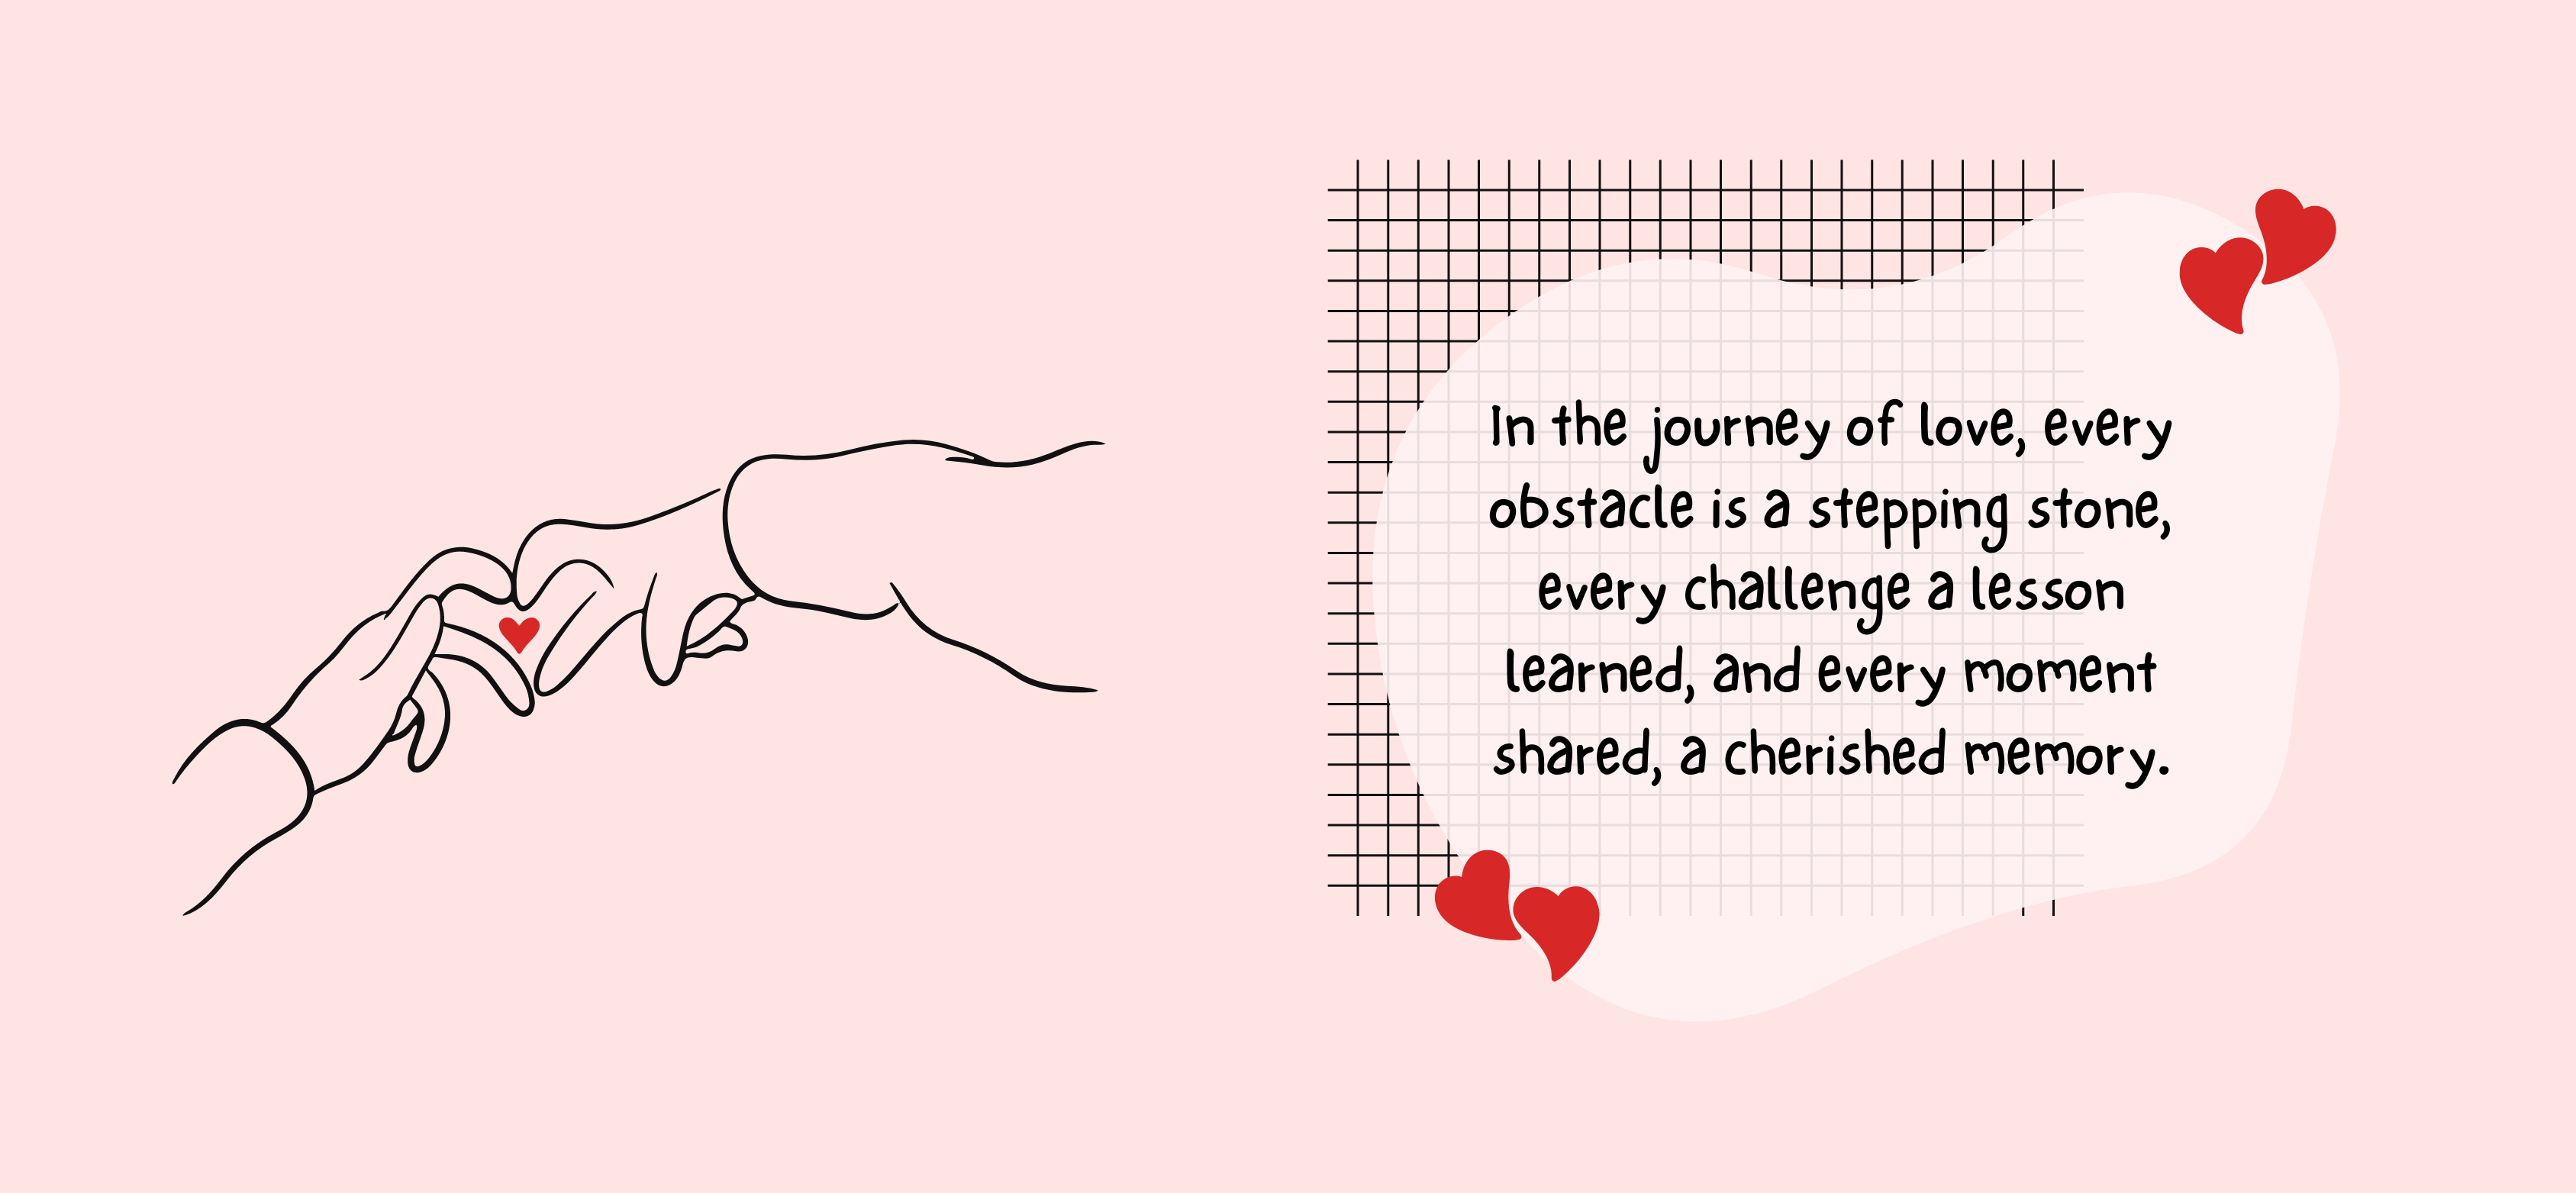 In the journey of love, every
obstacle is a stepping stone,
every challenge a lesson
learned, and every moment
shared, a cherished memory.